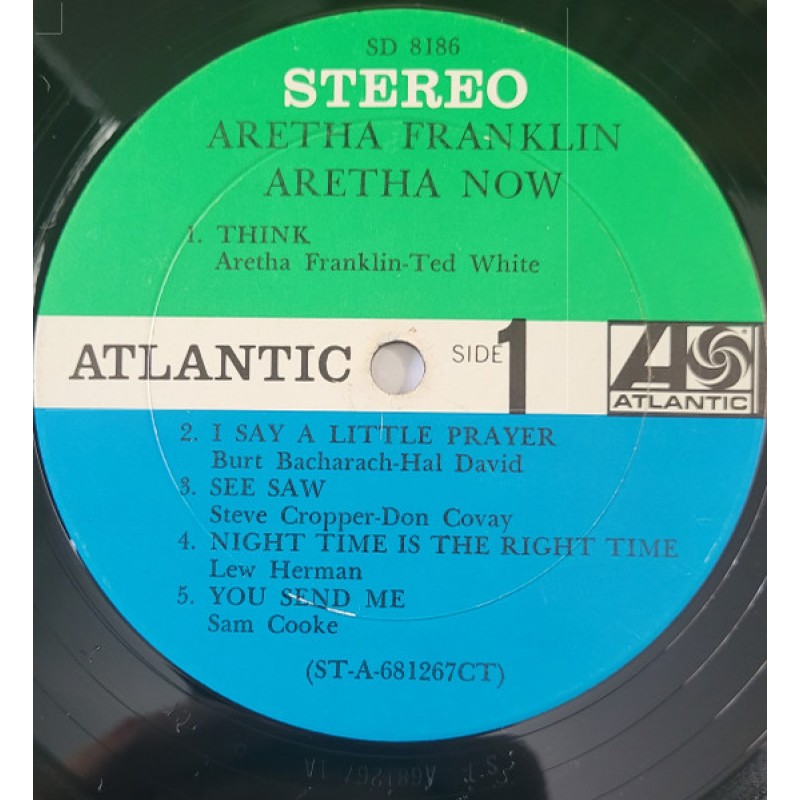 SD 8186
STEREO
ARETHA FRANKLIN
ARETHA NOW
1. THINK
Aretha Franklin-Ted White
ATLANTIC
SIDE 1
ATLANTIC
2. I SAY A LITTLE PRAYER
Burt Bacharach-Hal David
3. SEE SAW
Steve Cropper-Don Covay
4. NIGHT TIME IS THE RIGHT TIME
Lew Herman
5. YOU SEND ME
Sam Cooke
(ST-A-681267CT)